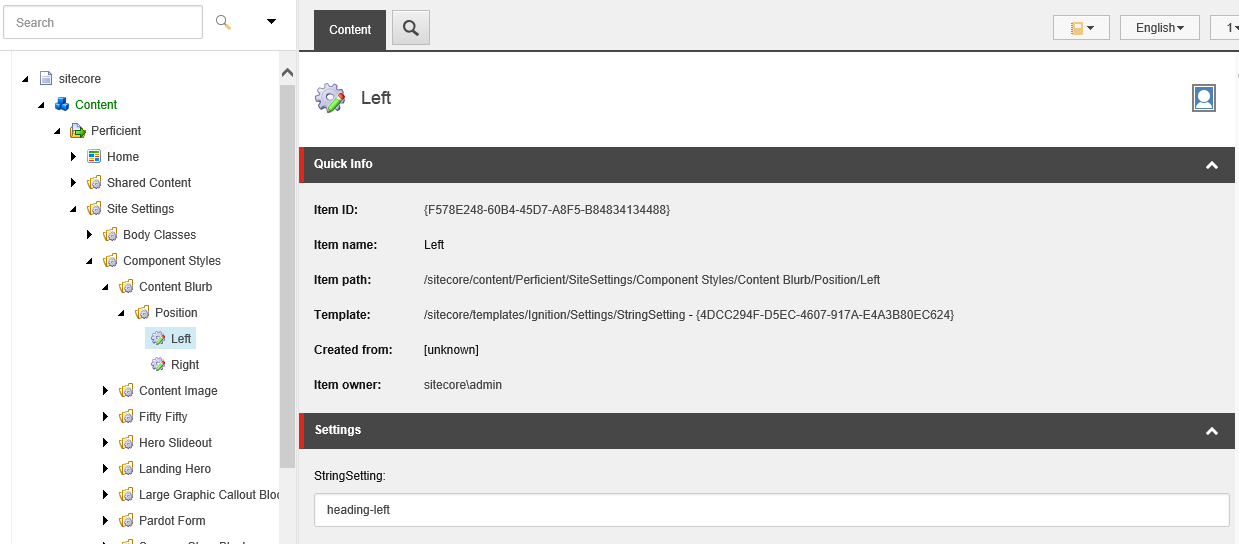 Search
sitecore
Content
Perficient
Home
Shared Content
Site Settings
Body Classes
Component Styles
Content Blurb
Position
Left
Right
Content Image
Fifty Fifty
Hero Slideout
Landing Hero
Large Graphic Callout Bloc
Pardot Form
Content
English
1
Left
Quick Info
Item ID: {F578E248-60B4-45D7-A8F5-B84834134488}
Item name: Left
Item path: /sitecore/content/Perficient/SiteSettings/Component Styles/Content Blurb/Position/Left
Template: /sitecore/templates/Ignition/Settings/StringSetting - {4DCC294F-D5EC-4607-917A-E4A3B80EC624}
Created from: [unknown]
Item owner: sitecore\admin
Settings
StringSetting:
heading-left